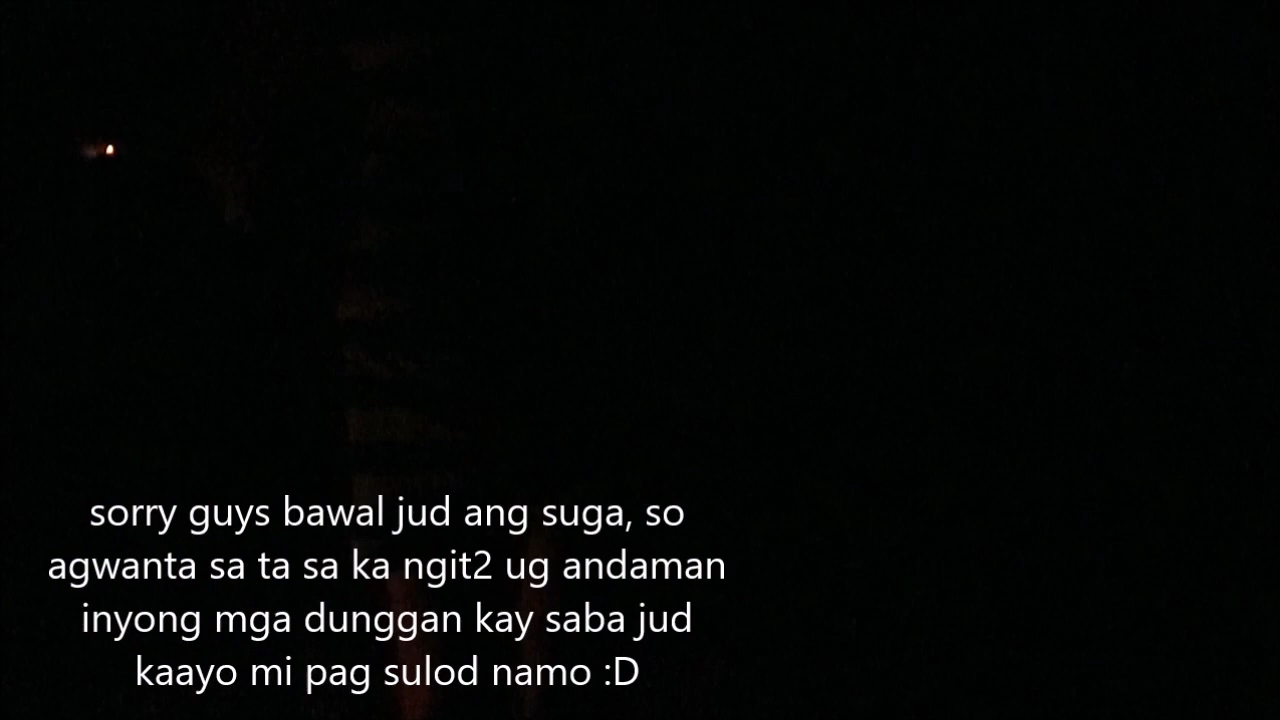 sorry guys bawal jud ang suga, so
agwanta sa ta sa ka ngit2 ug andaman
inyong mga dunggan kay saba jud
kaayo mi pag sulod namo :D